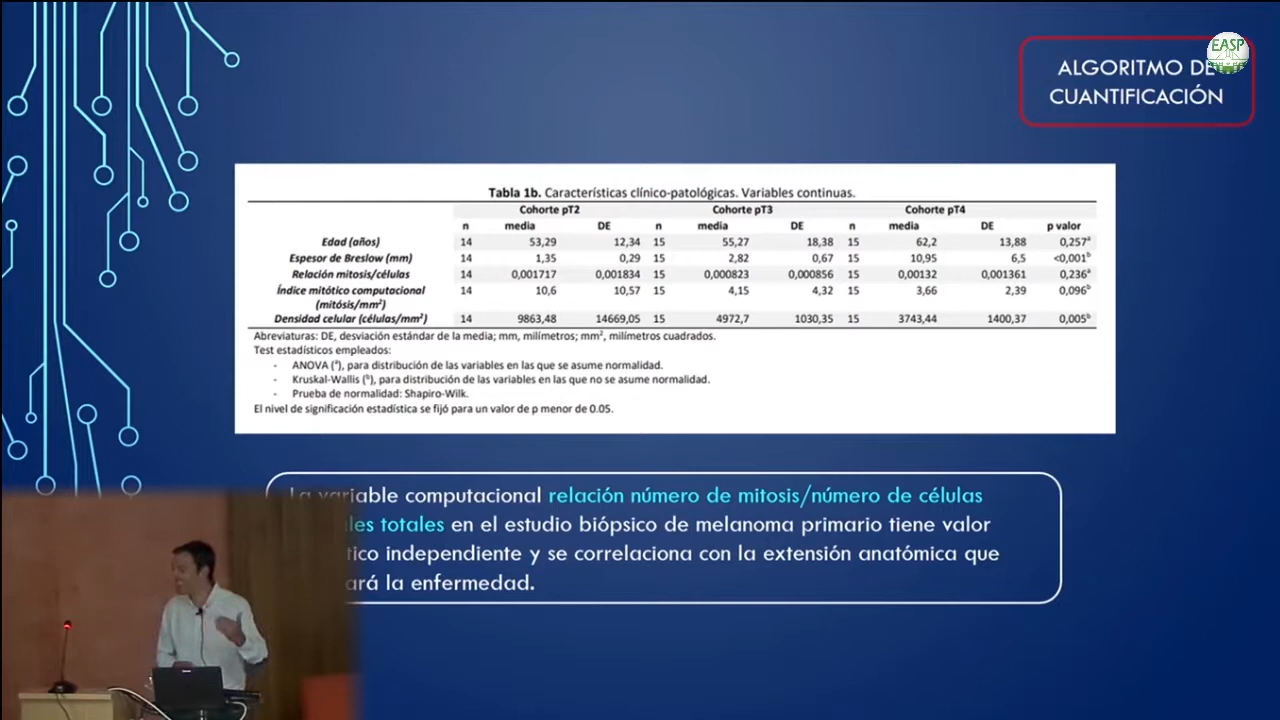 EASP
ALGORITMO DE
CUANTIFICACIÓN
Tabla 1b. Características clínico-patológicas. Variables continuas.
Cohorte pT2 Cohorte pT3 Cohorte pT4
n media DE n media DE n media DE p valor
Edad (años) 14 53,29 12,34 15 55,27 18,38 15 62,2 13,88 0,257ᵃ
Espesor de Breslow (mm) 14 1,35 0,29 15 2,82 0,67 15 10,95 6,5 <0,001ᵇ
Relación mitosis/células 14 0,001717 0,001834 15 0,000823 0,000856 15 0,00132 0,001361 0,236ᵃ
Índice mitótico computacional 14 10,6 10,57 15 4,15 4,32 15 3,66 2,39 0,096ᵇ
(mitósis/mm²)
Densidad celular (células/mm²) 14 9863,48 14669,05 15 4972,7 1030,35 15 3743,44 1400,37 0,005ᵇ
Abreviaturas: DE, desviación estándar de la media; mm, milímetros; mm², milímetros cuadrados.
Test estadísticos empleados:
- ANOVA (ᵃ), para distribución de las variables en las que se asume normalidad.
- Kruskal-Wallis (ᵇ), para distribución de las variables en las que no se asume normalidad.
- Prueba de normalidad: Shapiro-Wilk.
El nivel de significación estadística se fijó para un valor de p menor de 0.05.
La variable computacional relación número de mitosis/número de células
les totales en el estudio biópsico de melanoma primario tiene valor
tico independiente y se correlaciona con la extensión anatómica que
ará la enfermedad.